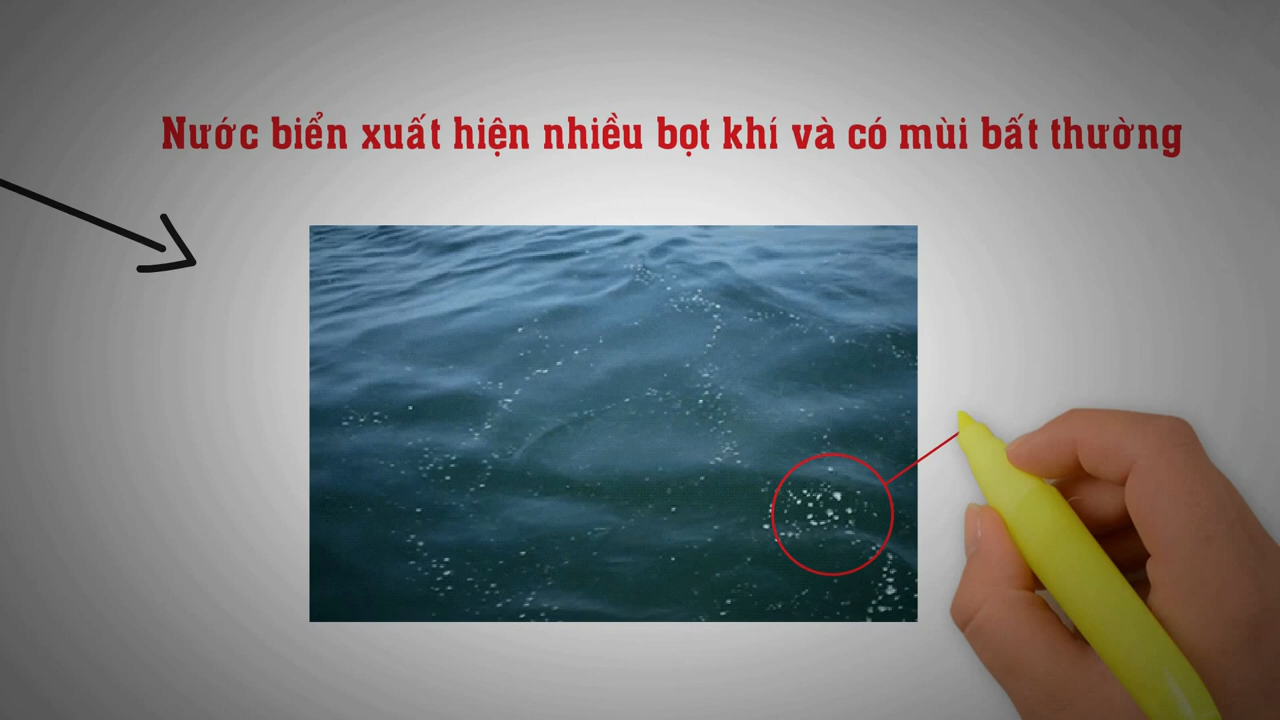 Nước biển xuất hiện nhiều bọt khí và có mùi bất thường